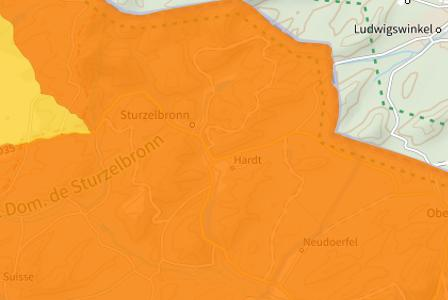 Ludwigswinkel
Sturzelbronn
Hardt
Dom. de Sturzelbronn
Neudoerfel
Suisse